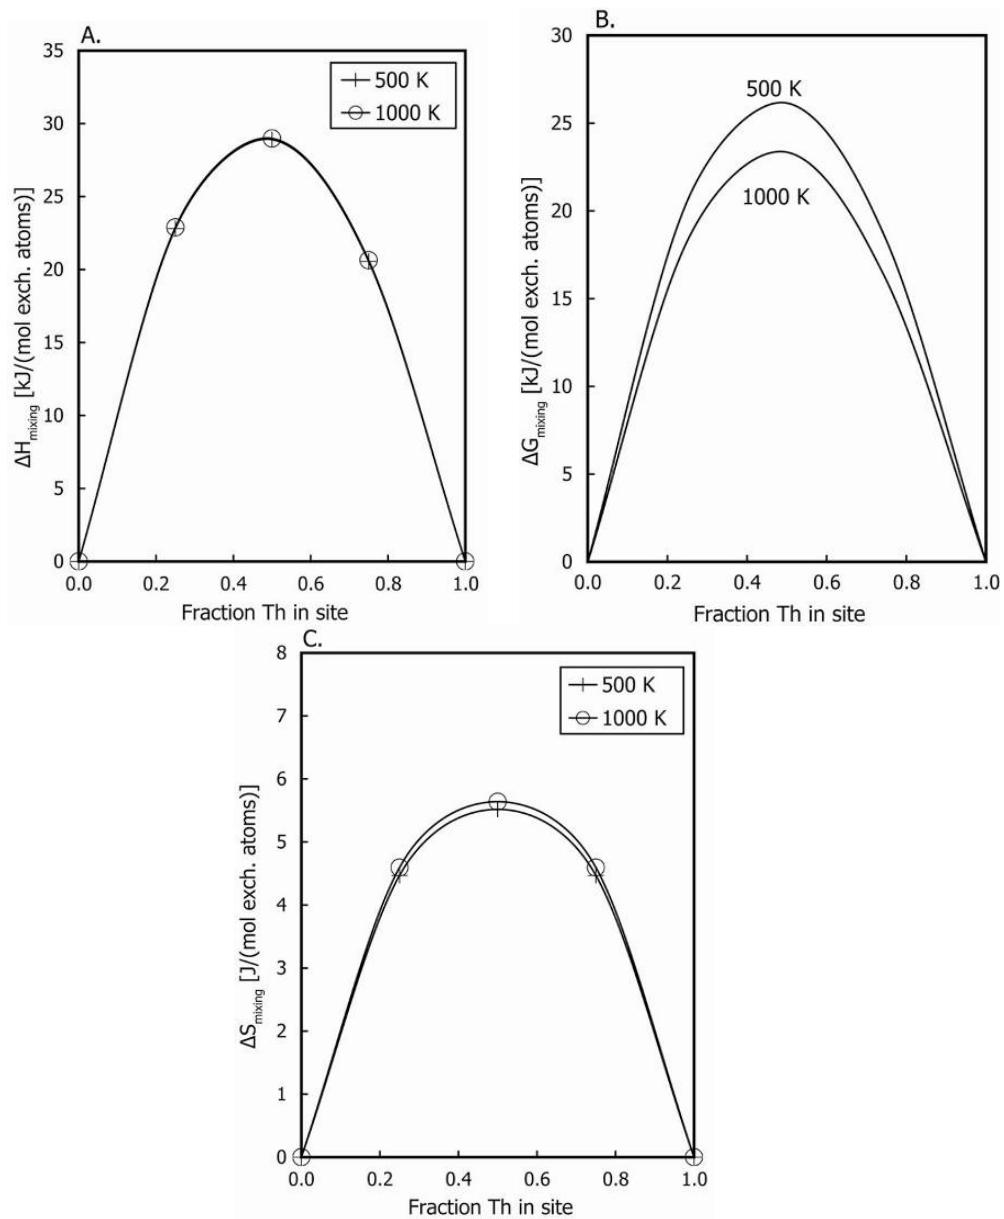 A.
35
30
25
20
15
10
5
0
ΔHmixing [kJ/(mol exch. atoms)]
500 K
1000 K
0.0 0.2 0.4 0.6 0.8 1.0
Fraction Th in site
B.
30
25
20
15
10
5
0
ΔGmixing [kJ/(mol exch. atoms)]
500 K
1000 K
0.0 0.2 0.4 0.6 0.8 1.0
Fraction Th in site
C.
8
7
6
5
4
3
2
1
0
ΔSmixing [J/(mol exch. atoms)]
500 K
1000 K
0.0 0.2 0.4 0.6 0.8 1.0
Fraction Th in site